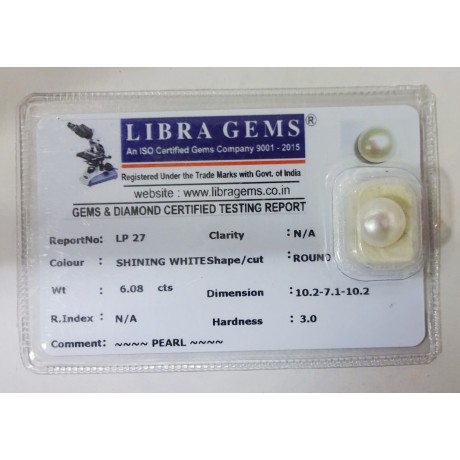 LIBRA GEMS®
An ISO Certified Gems Company 9001 - 2015
Registered Under the Trade Marks with Govt. of India
website : www.libragems.co.in
GEMS & DIAMOND CERTIFIED TESTING REPORT
ReportNo: LP 27 Clarity : N/A
Colour : SHINING WHITE Shape/cut : ROUND
Wt : 6.08 cts Dimension :10.2-7.1-10.2
R.Index : N/A Hardness : 3.0
Comment: ~~~~ PEARL ~~~~